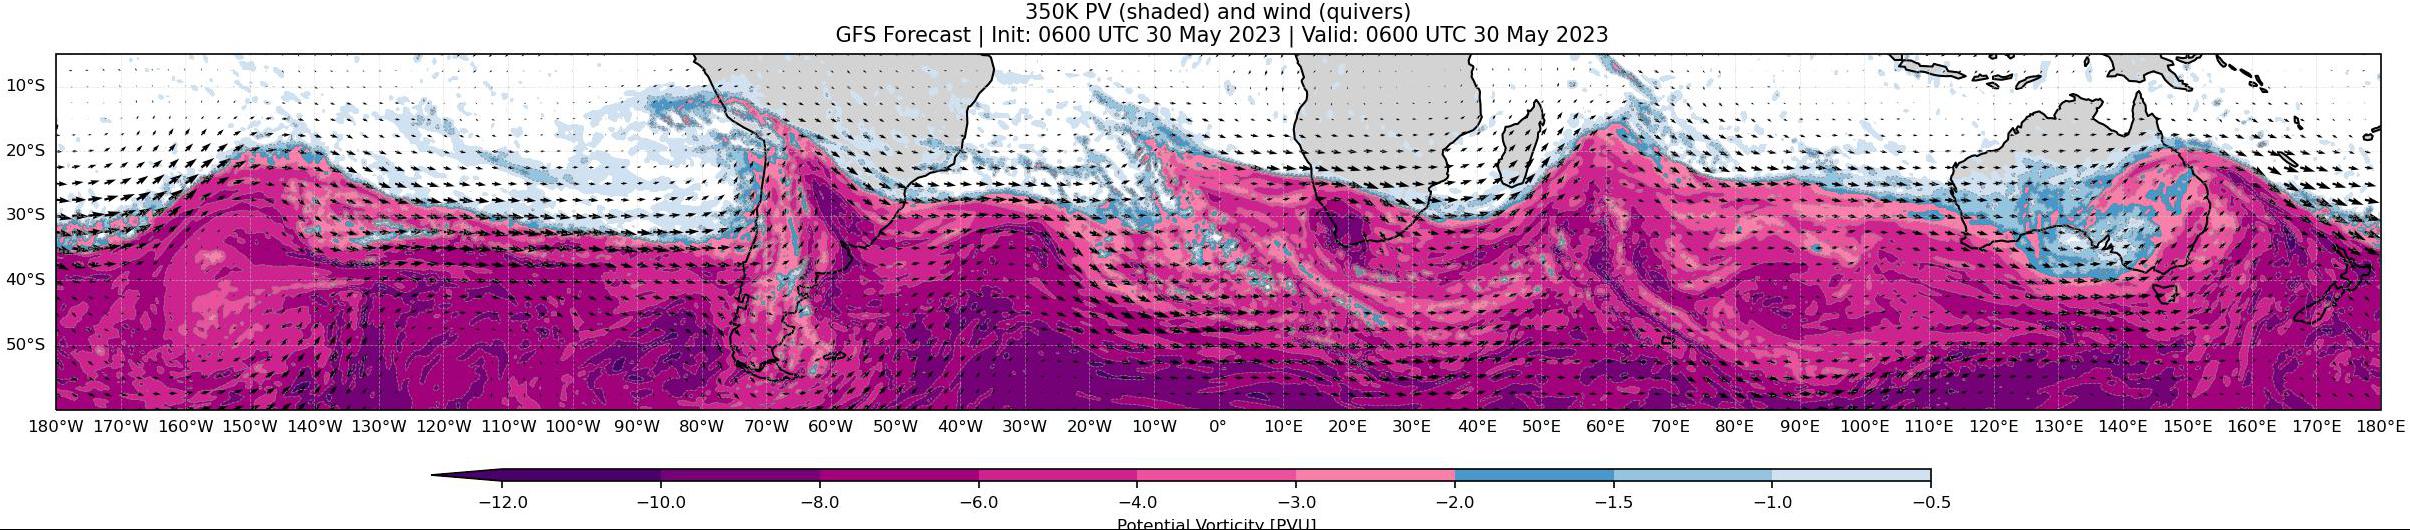 350K PV (shaded) and wind (quivers)
GFS Forecast | Init: 0600 UTC 30 May 2023 | Valid: 0600 UTC 30 May 2023
10°S
20°S
30°S
40°S
50°S
180°W 170°W 160°W 150°W 140°W 130°W 120°W 110°W 100°W 90°W 80°W 70°W 60°W 50°W 40°W 30°W 20°W 10°W 0° 10°E 20°E 30°E 40°E 50°E 60°E 70°E 80°E 90°E 100°E 110°E 120°E 130°E 140°E 150°E 160°E 170°E 180°E
−12.0 −10.0 −8.0 −6.0 −4.0 −3.0 −2.0 −1.5 −1.0 −0.5
Potential Vorticity [PVU]